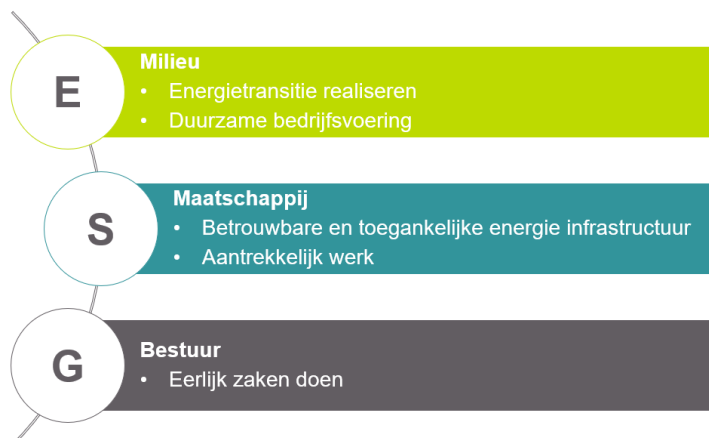 E
Milieu
• Energietransitie realiseren
• Duurzame bedrijfsvoering
S
Maatschappij
• Betrouwbare en toegankelijke energie infrastructuur
• Aantrekkelijk werk
G
Bestuur
• Eerlijk zaken doen